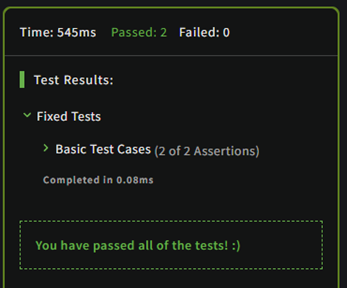 Time: 545ms Passed: 2 Failed: 0
Test Results:
Fixed Tests
Basic Test Cases (2 of 2 Assertions)
Completed in 0.08ms
You have passed all of the tests! :)